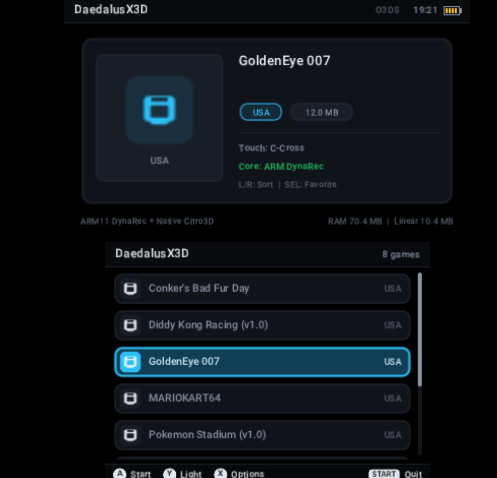 DaedalusX3D O3DS 19:21
GoldenEye 007
USA 12.0 MB
USA
Touch: C-Cross
Core: ARM DynaRec
L/R: Sort | SEL: Favorite
ARM11 DynaRec + Native Citro3D RAM 70.4 MB | Linear 10.4 MB
DaedalusX3D 8 games
Conker's Bad Fur Day USA
Diddy Kong Racing (v1.0) USA
GoldenEye 007 USA
MARIOKART64 USA
Pokemon Stadium (v1.0) USA
A Start Y Light X Options START Quit